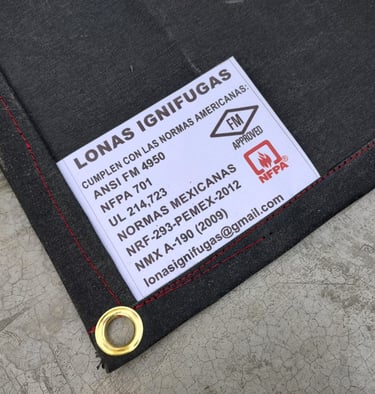 LONAS IGNIFUGAS
CUMPLEN CON LAS NORMAS AMERICANAS:
ANSI FM 4950
NFPA 701
UL 214,723
NORMAS MEXICANAS
NRF-293-PEMEX-2012
NMX A-190 (2009)
lonasignifugas@gmail.com
FM
APPROVED
NFPA®